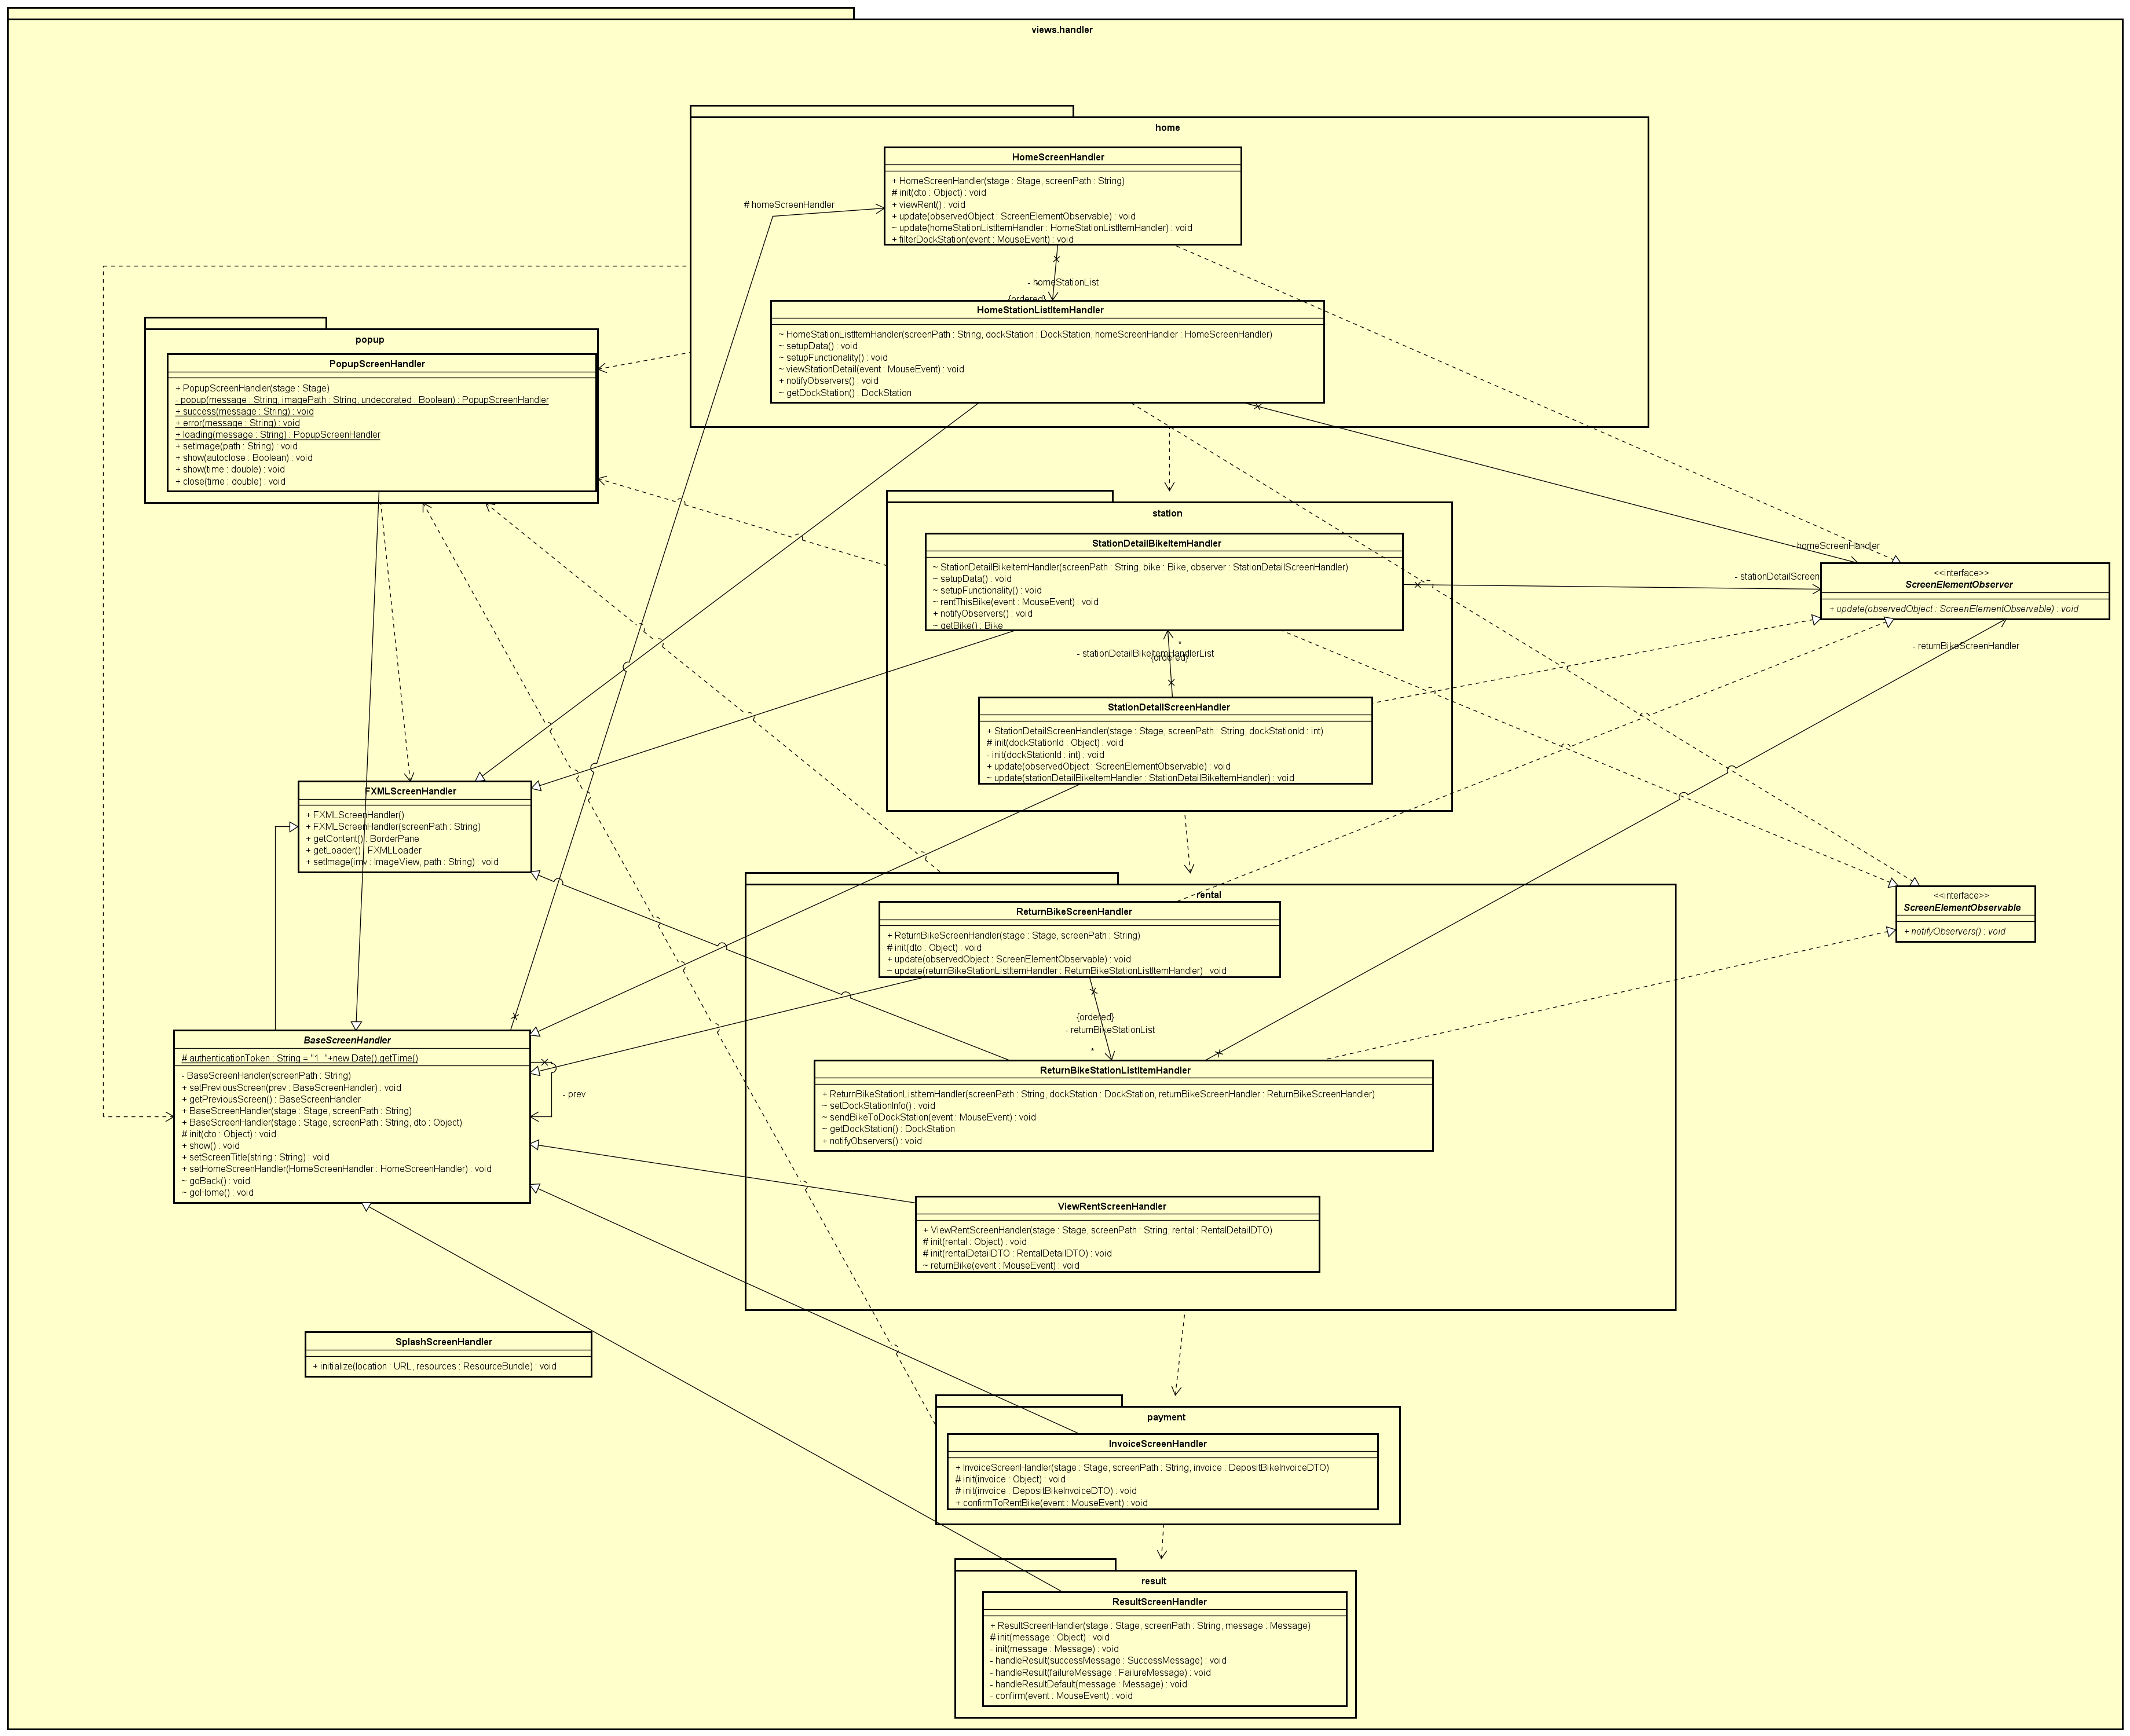 views.handler
home
HomeScreenHandler
+ HomeScreenHandler(stage : Stage, screenPath : String)
# init(dto : Object) : void
+ viewRent() : void
+ update(observedObject : ScreenElementObservable) : void
~ update(homeStationListItemHandler : HomeStationListItemHandler) : void
+ filterDockStation(event : MouseEvent) : void
# homeScreenHandler
- homeStationList
{ordered}
HomeStationListItemHandler
~ HomeStationListItemHandler(screenPath : String, dockStation : DockStation, homeScreenHandler : HomeScreenHandler)
~ setupData() : void
~ setupFunctionality() : void
~ viewStationDetail(event : MouseEvent) : void
+ notifyObservers() : void
~ getDockStation() : DockStation
popup
PopupScreenHandler
+ PopupScreenHandler(stage : Stage)
- popup(message : String, imagePath : String, undecorated : Boolean) : PopupScreenHandler
+ success(message : String) : void
+ error(message : String) : void
+ loading(message : String) : PopupScreenHandler
+ setImage(path : String) : void
+ show(autoclose : Boolean) : void
+ show(time : double) : void
+ close(time : double) : void
station
StationDetailBikeItemHandler
~ StationDetailBikeItemHandler(screenPath : String, bike : Bike, observer : StationDetailScreenHandler)
~ setupData() : void
~ setupFunctionality() : void
~ rentThisBike(event : MouseEvent) : void
+ notifyObservers() : void
~ getBike() : Bike
- homeScreenHandler
- stationDetailScreen
<<interface>>
ScreenElementObserver
+ update(observedObject : ScreenElementObservable) : void
- returnBikeScreenHandler
*
- stationDetailBikeItemHandlerList
{ordered}
StationDetailScreenHandler
+ StationDetailScreenHandler(stage : Stage, screenPath : String, dockStationId : int)
# init(dockStationId : Object) : void
- init(dockStationId : int) : void
+ update(observedObject : ScreenElementObservable) : void
~ update(stationDetailBikeItemHandler : StationDetailBikeItemHandler) : void
FXMLScreenHandler
+ FXMLScreenHandler()
+ FXMLScreenHandler(screenPath : String)
+ getContent() : BorderPane
+ getLoader() : FXMLLoader
+ setImage(imv : ImageView, path : String) : void
rental
ReturnBikeScreenHandler
+ ReturnBikeScreenHandler(stage : Stage, screenPath : String)
# init(dto : Object) : void
+ update(observedObject : ScreenElementObservable) : void
~ update(returnBikeStationListItemHandler : ReturnBikeStationListItemHandler) : void
<<interface>>
ScreenElementObservable
+ notifyObservers() : void
{ordered}
- returnBikeStationList
*
ReturnBikeStationListItemHandler
+ ReturnBikeStationListItemHandler(screenPath : String, dockStation : DockStation, returnBikeScreenHandler : ReturnBikeScreenHandler)
~ setDockStationInfo() : void
~ sendBikeToDockStation(event : MouseEvent) : void
~ getDockStation() : DockStation
+ notifyObservers() : void
BaseScreenHandler
# authenticationToken : String = "1_"+new Date().getTime()
- BaseScreenHandler(screenPath : String)
+ setPreviousScreen(prev : BaseScreenHandler) : void
+ getPreviousScreen() : BaseScreenHandler
+ BaseScreenHandler(stage : Stage, screenPath : String)
+ BaseScreenHandler(stage : Stage, screenPath : String, dto : Object)
# init(dto : Object) : void
+ show() : void
+ setScreenTitle(string : String) : void
+ setHomeScreenHandler(HomeScreenHandler : HomeScreenHandler) : void
~ goBack() : void
~ goHome() : void
- prev
ViewRentScreenHandler
+ ViewRentScreenHandler(stage : Stage, screenPath : String, rental : RentalDetailDTO)
# init(rental : Object) : void
# init(rentalDetailDTO : RentalDetailDTO) : void
~ returnBike(event : MouseEvent) : void
SplashScreenHandler
+ initialize(location : URL, resources : ResourceBundle) : void
payment
InvoiceScreenHandler
+ InvoiceScreenHandler(stage : Stage, screenPath : String, invoice : DepositBikeInvoiceDTO)
# init(invoice : Object) : void
# init(invoice : DepositBikeInvoiceDTO) : void
+ confirmToRentBike(event : MouseEvent) : void
result
ResultScreenHandler
+ ResultScreenHandler(stage : Stage, screenPath : String, message : Message)
# init(message : Object) : void
- init(message : Message) : void
- handleResult(successMessage : SuccessMessage) : void
- handleResult(failureMessage : FailureMessage) : void
- handleResultDefault(message : Message) : void
- confirm(event : MouseEvent) : void